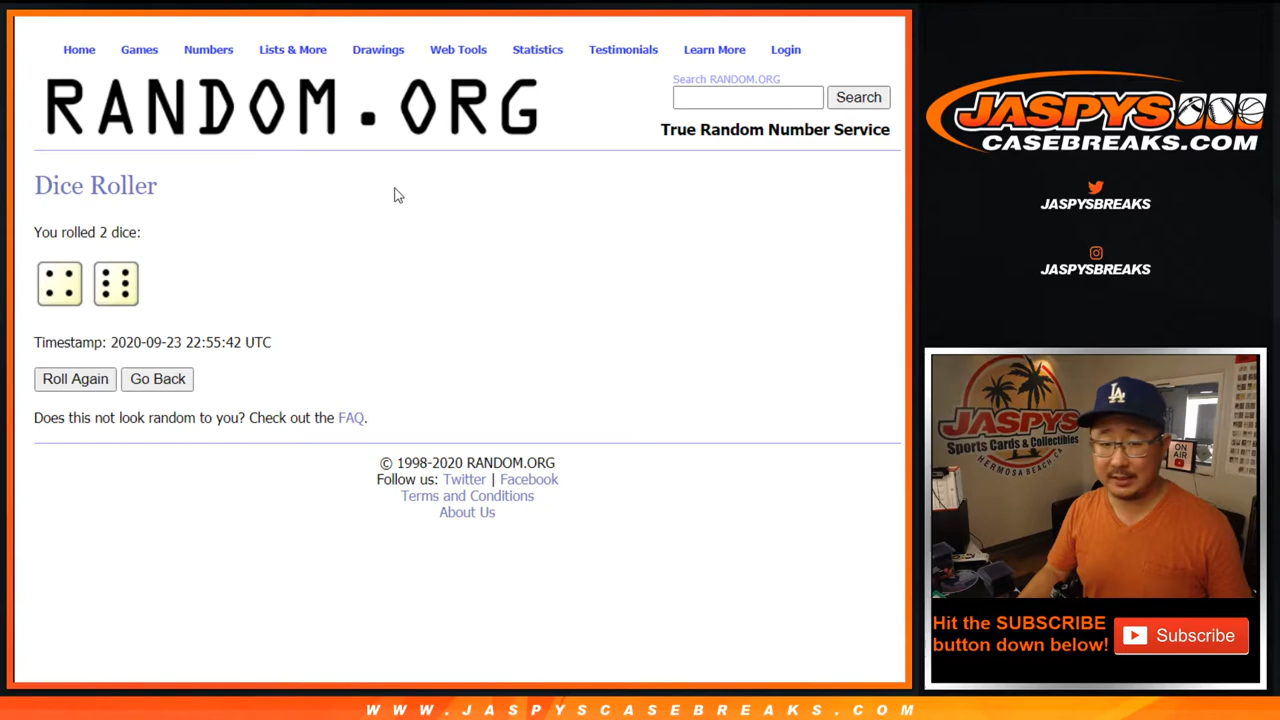 Home Games Numbers Lists & More Drawings Web Tools Statistics Testimonials Learn More Login
RANDOM.ORG
Search RANDOM.ORG
Search
True Random Number Service
Dice Roller
You rolled 2 dice:
Timestamp: 2020-09-23 22:55:42 UTC
Roll Again Go Back
Does this not look random to you? Check out the FAQ.
© 1998-2020 RANDOM.ORG
Follow us: Twitter | Facebook
Terms and Conditions
About Us
JASPYS
CASEBREAKS.COM
JASPYSBREAKS
JASPYSBREAKS
JASPYS
Sports Cards & Collectibles
HERMOSA BEACH, CA
LA
ON
AIR
Hit the SUBSCRIBE
button down below!
Subscribe
WWW.JASPYSCASEBREAKS.COM